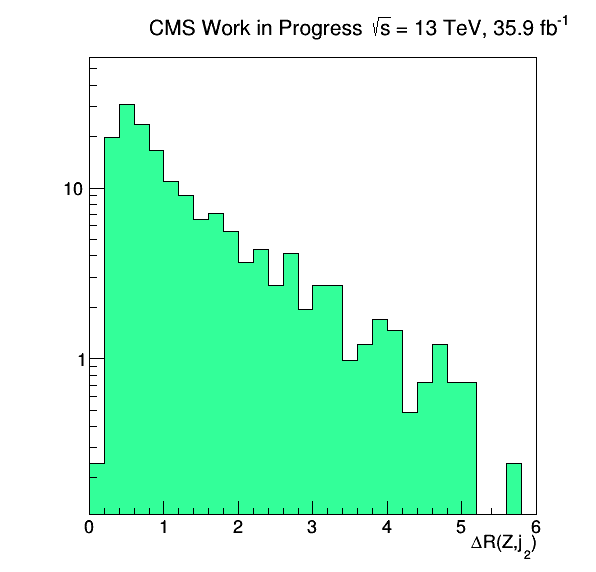 CMS Work in Progress √s = 13 TeV, 35.9 fb⁻¹
10
1
0 1 2 3 4 5 6
ΔR(Z,j₂)